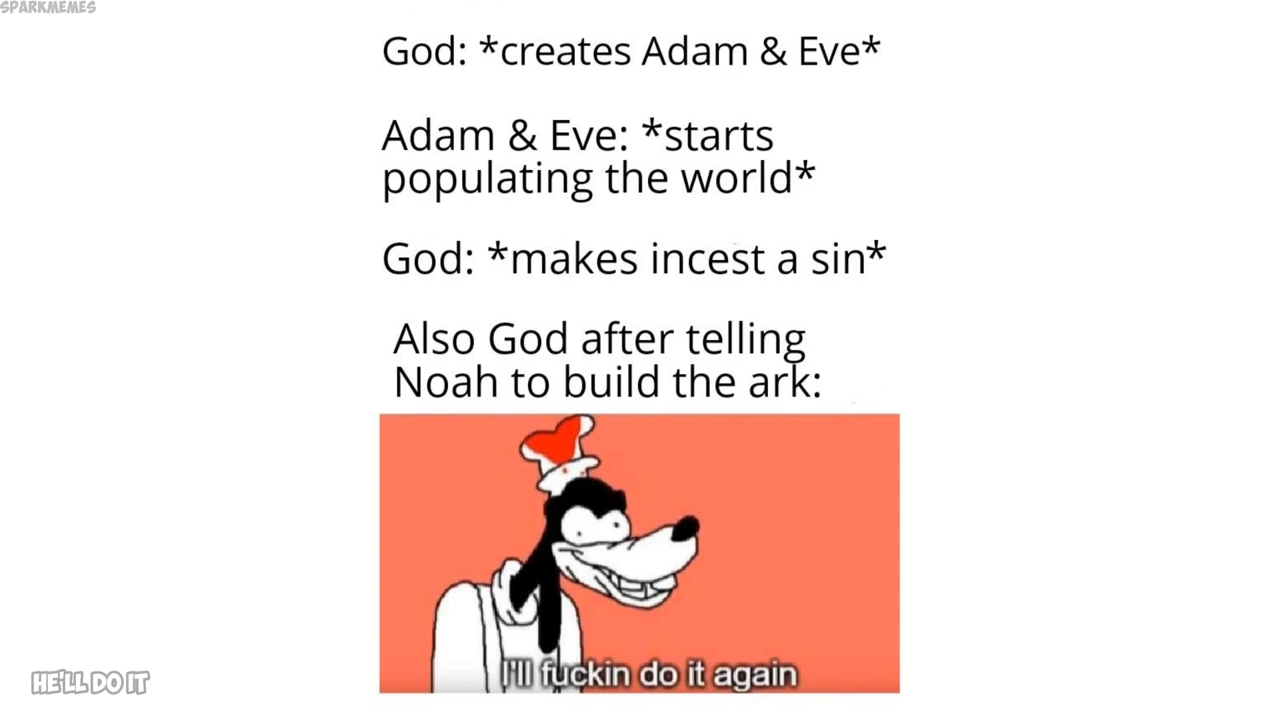 SPARKMEMES
God: *creates Adam & Eve*
Adam & Eve: *starts
populating the world*
God: *makes incest a sin*
Also God after telling
Noah to build the ark:
I'll fuckin do it again
HE'LL DO IT